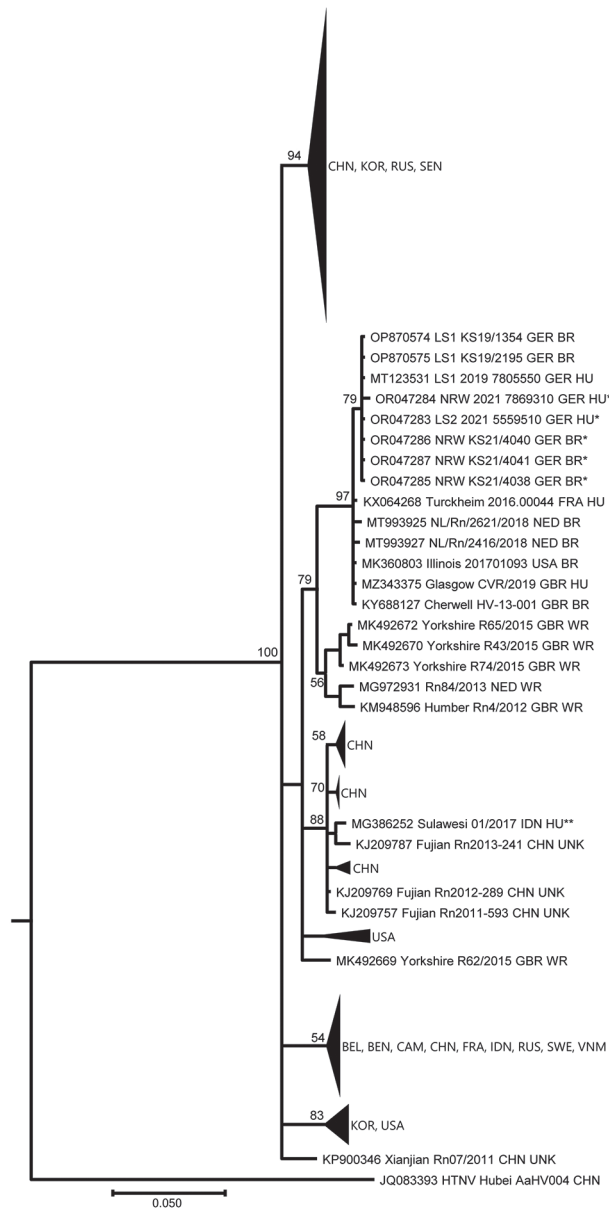 94
CHN, KOR, RUS, SEN
OP870574 LS1 KS19/1354 GER BR
OP870575 LS1 KS19/2195 GER BR
MT123531 LS1 2019 7805550 GER HU
79
OR047284 NRW 2021 7869310 GER HU*
OR047283 LS2 2021 5559510 GER HU*
OR047286 NRW KS21/4040 GER BR*
OR047287 NRW KS21/4041 GER BR*
OR047285 NRW KS21/4038 GER BR*
97
KX064268 Turckheim 2016.00044 FRA HU
MT993925 NL/Rn/2621/2018 NED BR
MT993927 NL/Rn/2416/2018 NED BR
MK360803 Illinois 201701093 USA BR
79
MZ343375 Glasgow CVR/2019 GBR HU
KY688127 Cherwell HV-13-001 GBR BR
MK492672 Yorkshire R65/2015 GBR WR
MK492670 Yorkshire R43/2015 GBR WR
100
MK492673 Yorkshire R74/2015 GBR WR
56
MG972931 Rn84/2013 NED WR
KM948596 Humber Rn4/2012 GBR WR
58
CHN
70
CHN
88
MG386252 Sulawesi 01/2017 IDN HU**
KJ209787 Fujian Rn2013-241 CHN UNK
CHN
KJ209769 Fujian Rn2012-289 CHN UNK
KJ209757 Fujian Rn2011-593 CHN UNK
USA
MK492669 Yorkshire R62/2015 GBR WR
54
BEL, BEN, CAM, CHN, FRA, IDN, RUS, SWE, VNM
83
KOR, USA
KP900346 Xianjian Rn07/2011 CHN UNK
JQ083393 HTNV Hubei AaHV004 CHN
0.050